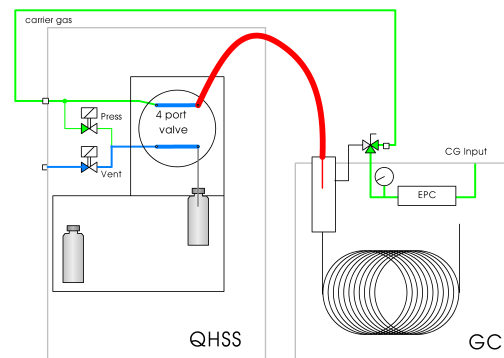 carrier gas
4 port
valve
Press
Vent
CG Input
EPC
QHSS
GC